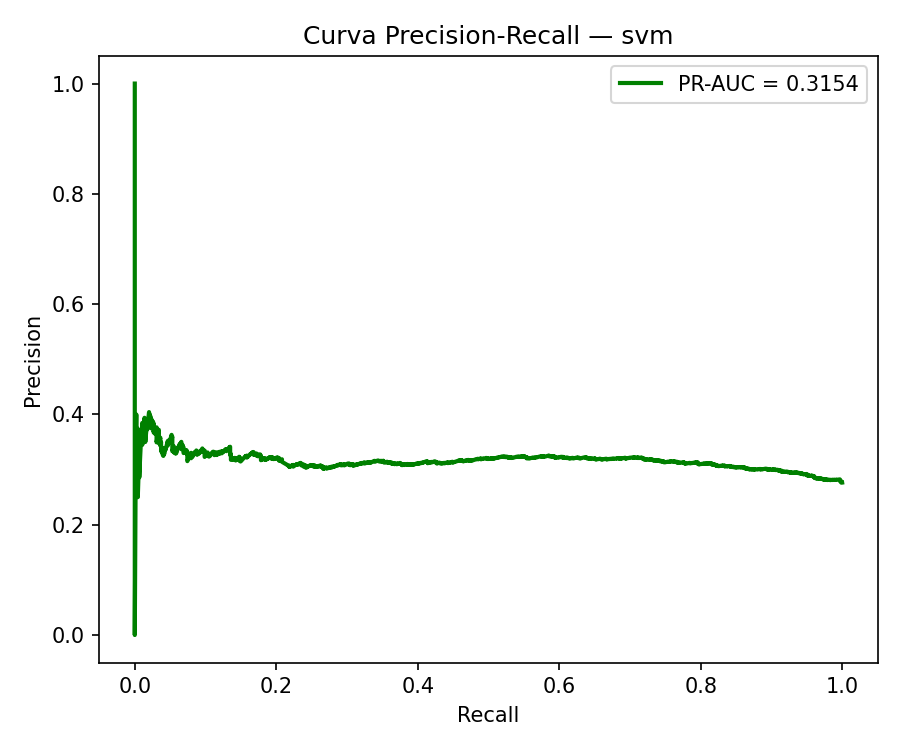 Curva Precision-Recall — svm
PR-AUC = 0.3154
Precision
1.0
0.8
0.6
0.4
0.2
0.0
0.0 0.2 0.4 0.6 0.8 1.0
Recall